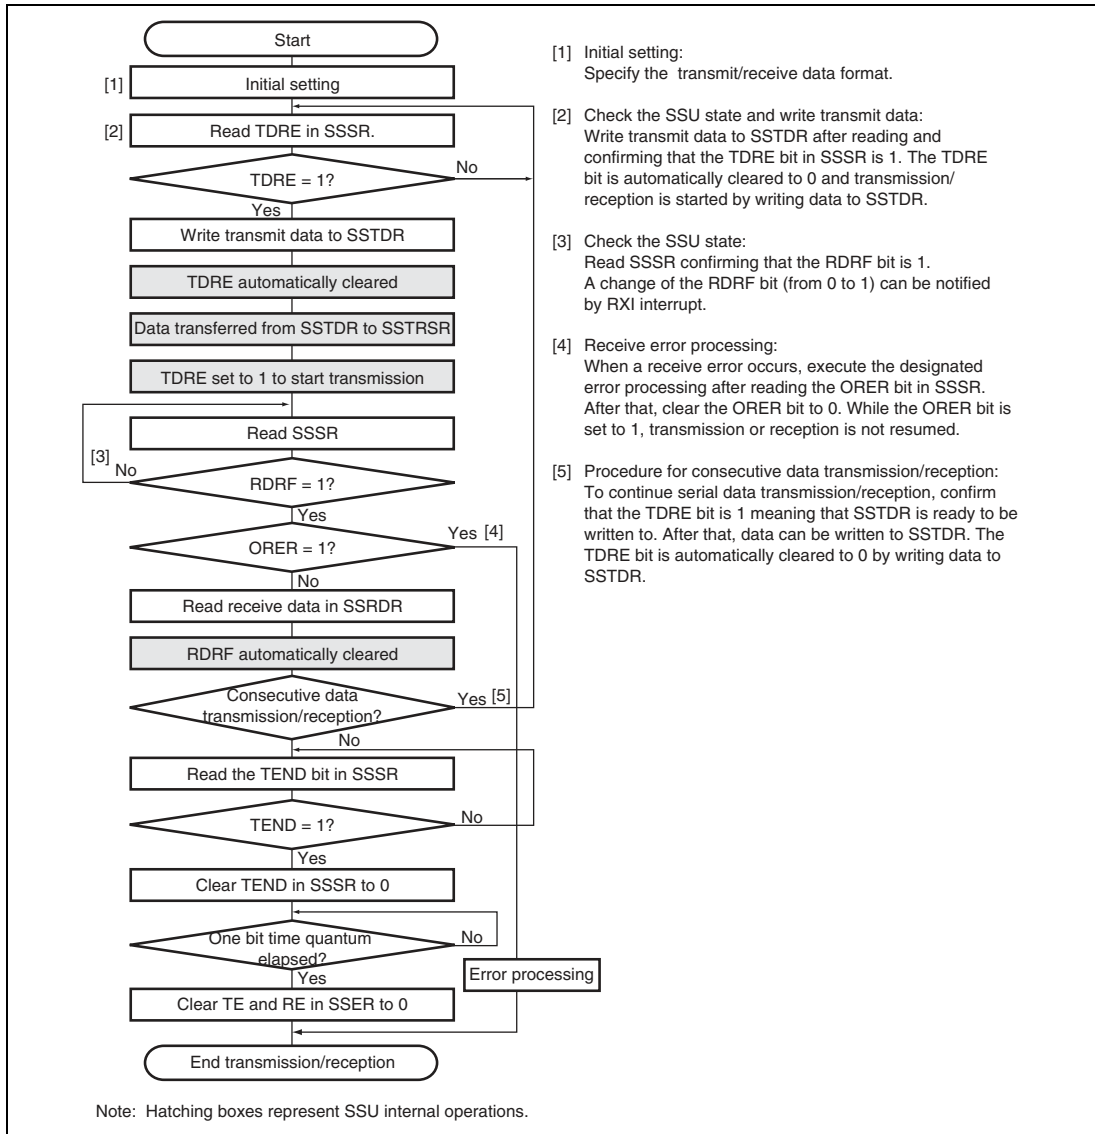 Start
[1] Initial setting
[2] Read TDRE in SSSR.
TDRE = 1?
No
Yes
Write transmit data to SSTDR
TDRE automatically cleared
Data transferred from SSTDR to SSTRSR
TDRE set to 1 to start transmission
Read SSSR
[3]
No
RDRF = 1?
Yes
ORER = 1?
Yes [4]
No
Read receive data in SSRDR
RDRF automatically cleared
Consecutive data
transmission/reception?
Yes [5]
No
Read the TEND bit in SSSR
TEND = 1?
No
Yes
Clear TEND in SSSR to 0
One bit time quantum
elapsed?
No
Yes
Error processing
Clear TE and RE in SSER to 0
End transmission/reception
[1] Initial setting:
Specify the transmit/receive data format.
[2] Check the SSU state and write transmit data:
Write transmit data to SSTDR after reading and
confirming that the TDRE bit in SSSR is 1. The TDRE
bit is automatically cleared to 0 and transmission/
reception is started by writing data to SSTDR.
[3] Check the SSU state:
Read SSSR confirming that the RDRF bit is 1.
A change of the RDRF bit (from 0 to 1) can be notified
by RXI interrupt.
[4] Receive error processing:
When a receive error occurs, execute the designated
error processing after reading the ORER bit in SSSR.
After that, clear the ORER bit to 0. While the ORER bit is
set to 1, transmission or reception is not resumed.
[5] Procedure for consecutive data transmission/reception:
To continue serial data transmission/reception, confirm
that the TDRE bit is 1 meaning that SSTDR is ready to be
written to. After that, data can be written to SSTDR. The
TDRE bit is automatically cleared to 0 by writing data to
SSTDR.
Note: Hatching boxes represent SSU internal operations.